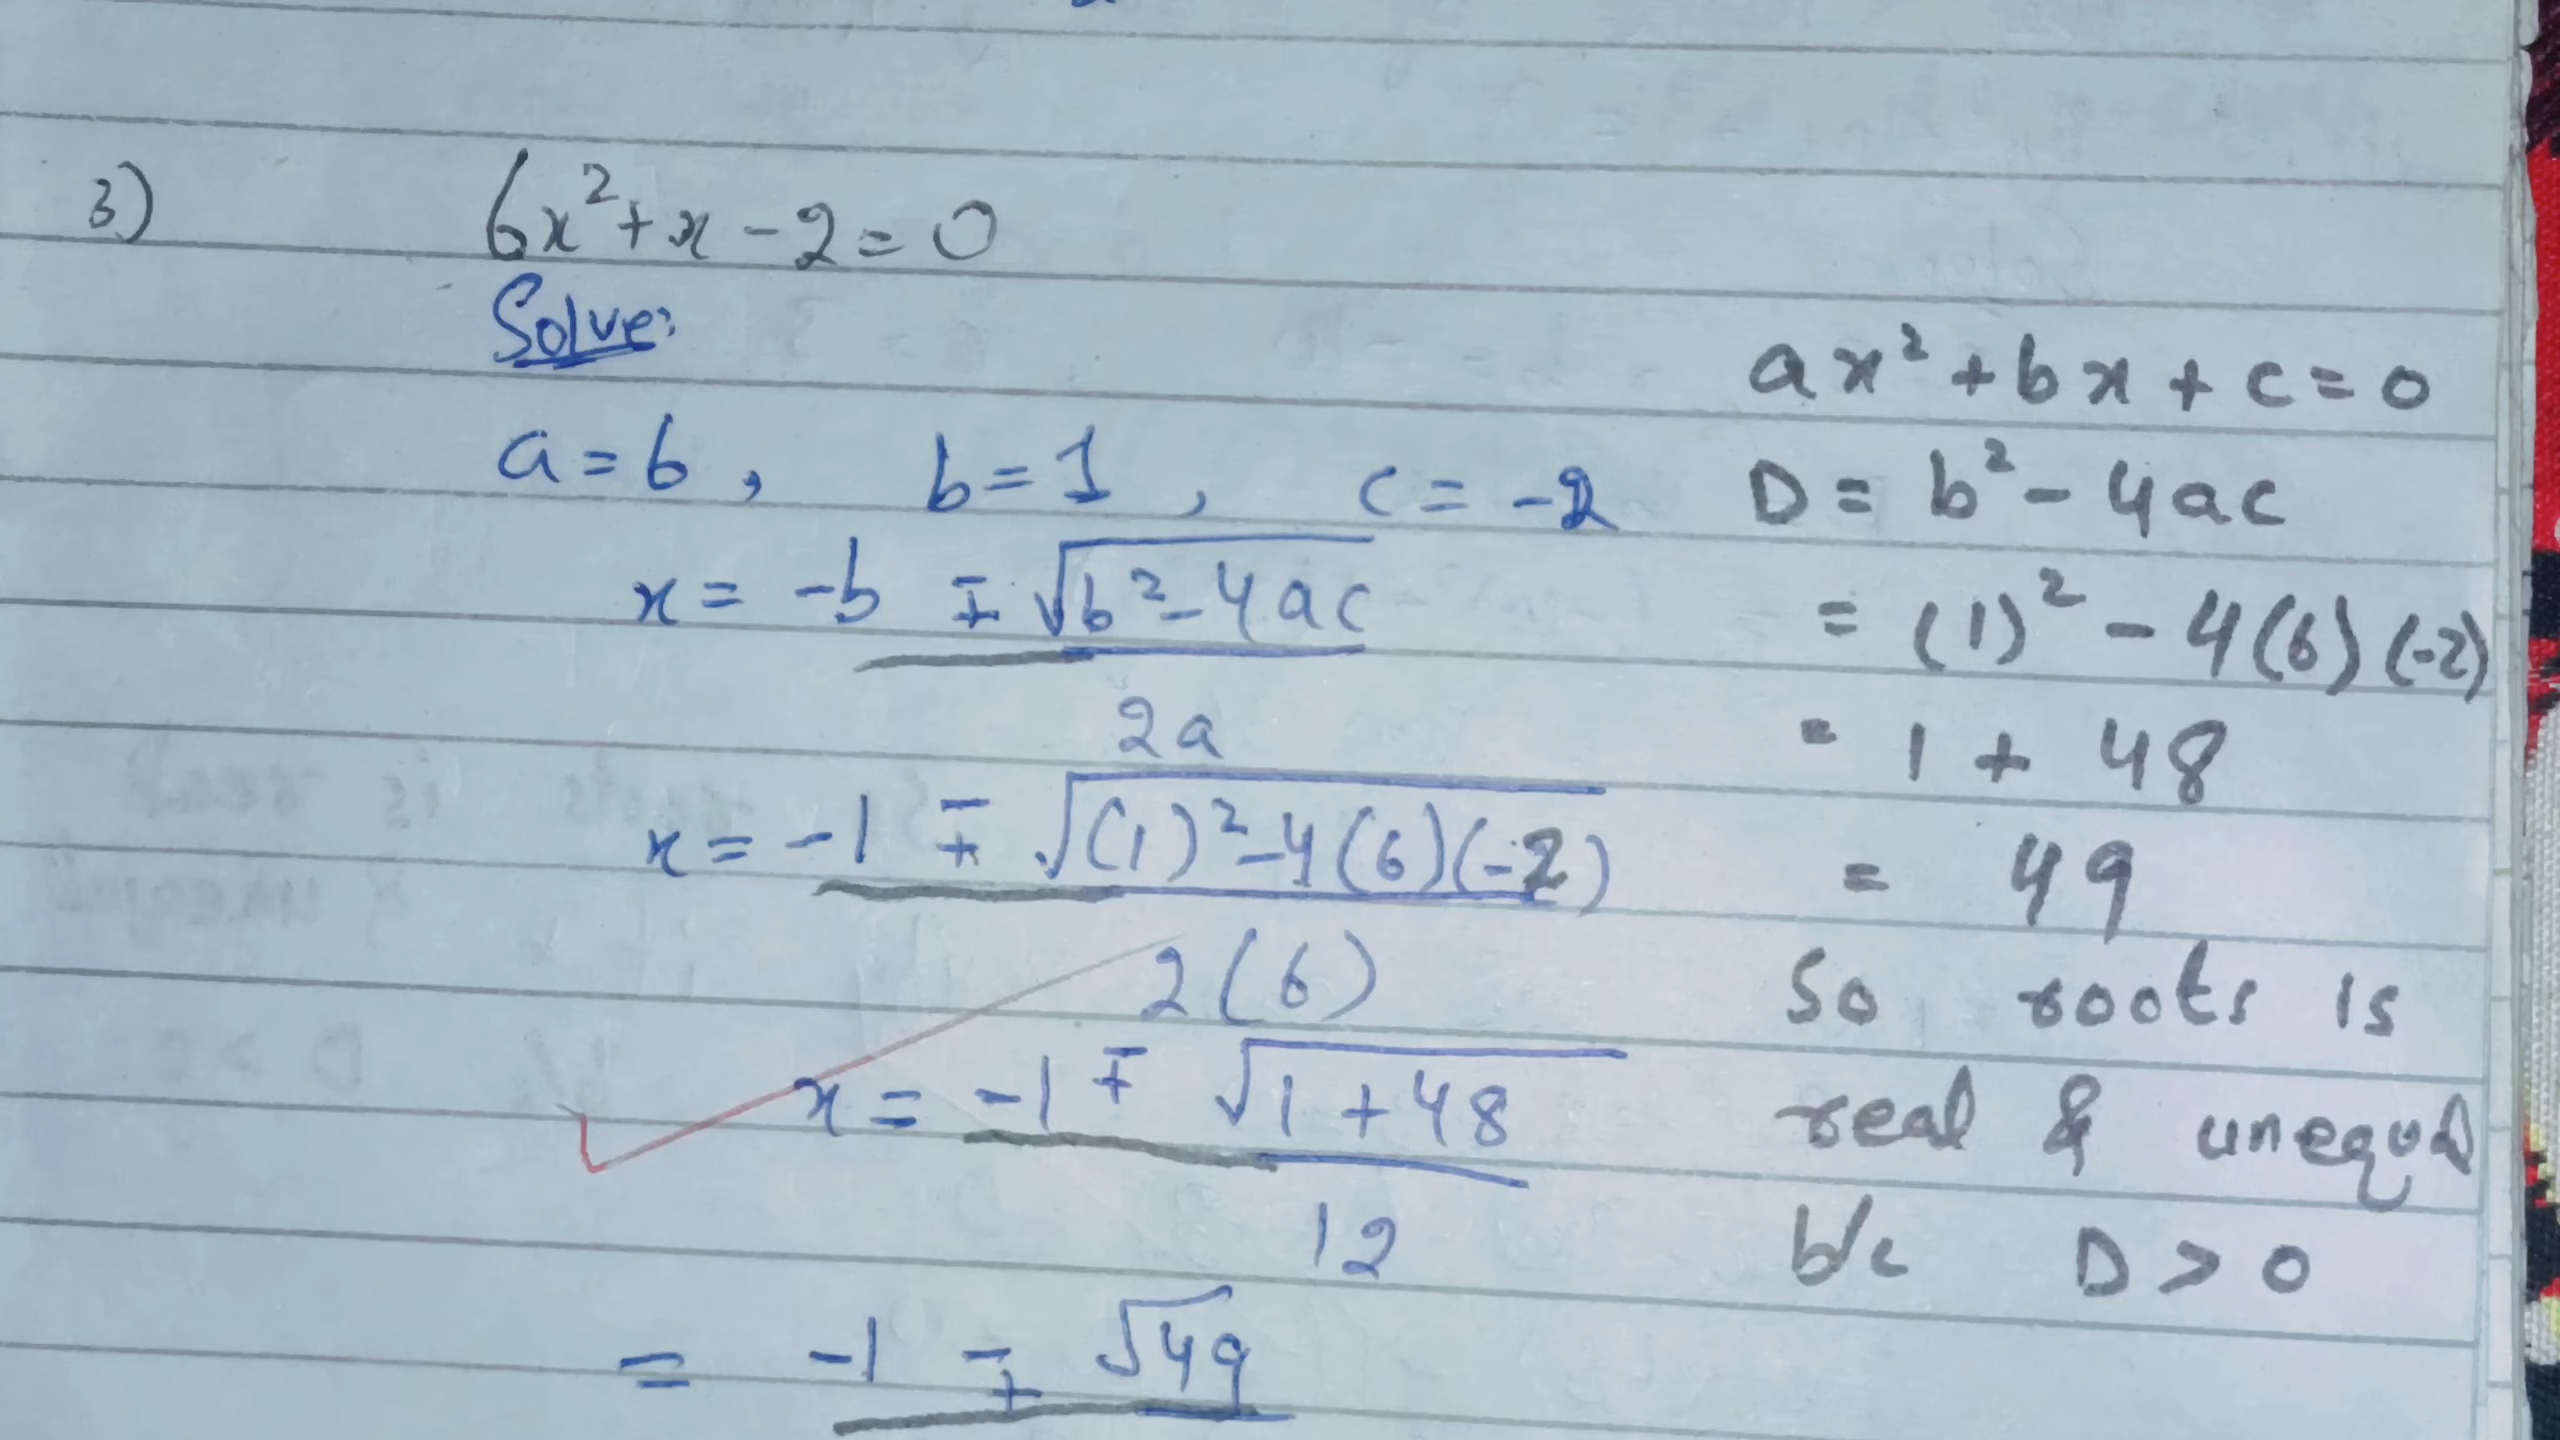 3) 6x²+x-2=0
Solve:
a=6, b=1, c=-2
x= -b ∓ √b²-4ac
2a
x= -1 ∓ √(1)²-4(6)(-2)
2(6)
x= -1 ∓ √1+48
12
= -1 ∓ √49
ax²+bx+c=0
D= b²-4ac
= (1)²-4(6)(-2)
= 1+48
= 49
So roots is
real & unequal
b/c D>0